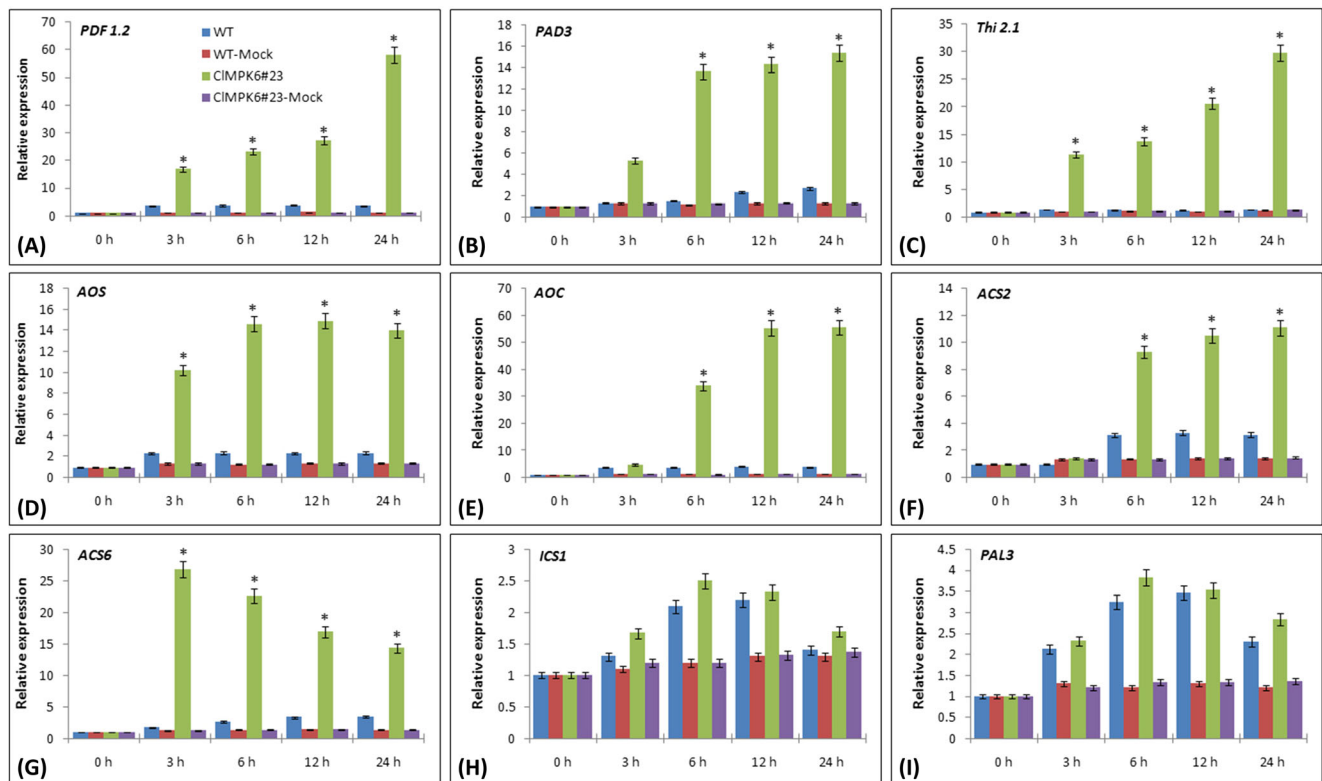 PDF 1.2
Relative expression
70
60
50
40
30
20
10
0
WT
WT-Mock
ClMPK6#23
ClMPK6#23-Mock
* * * *
0 h 3 h 6 h 12 h 24 h
(A)
PAD3
Relative expression
18
16
14
12
10
8
6
4
2
0
* * *
0 h 3 h 6 h 12 h 24 h
(B)
Thi 2.1
Relative expression
35
30
25
20
15
10
5
0
* * * *
0 h 3 h 6 h 12 h 24 h
(C)
AOS
Relative expression
18
16
14
12
10
8
6
4
2
0
* * * *
0 h 3 h 6 h 12 h 24 h
(D)
AOC
Relative expression
70
60
50
40
30
20
10
0
* * *
0 h 3 h 6 h 12 h 24 h
(E)
ACS2
Relative expression
14
12
10
8
6
4
2
0
* * *
0 h 3 h 6 h 12 h 24 h
(F)
ACS6
Relative expression
30
25
20
15
10
5
0
* * * *
0 h 3 h 6 h 12 h 24 h
(G)
ICS1
Relative expression
3
2.5
2
1.5
1
0.5
0
0 h 3 h 6 h 12 h 24 h
(H)
PAL3
Relative expression
4.5
4
3.5
3
2.5
2
1.5
1
0.5
0
0 h 3 h 6 h 12 h 24 h
(I)